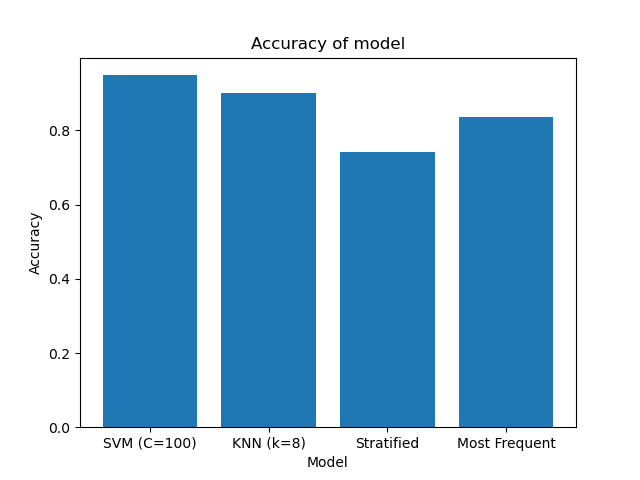 Accuracy of model
Accuracy
0.8
0.6
0.4
0.2
0.0
SVM (C=100)
KNN (k=8)
Stratified
Most Frequent
Model